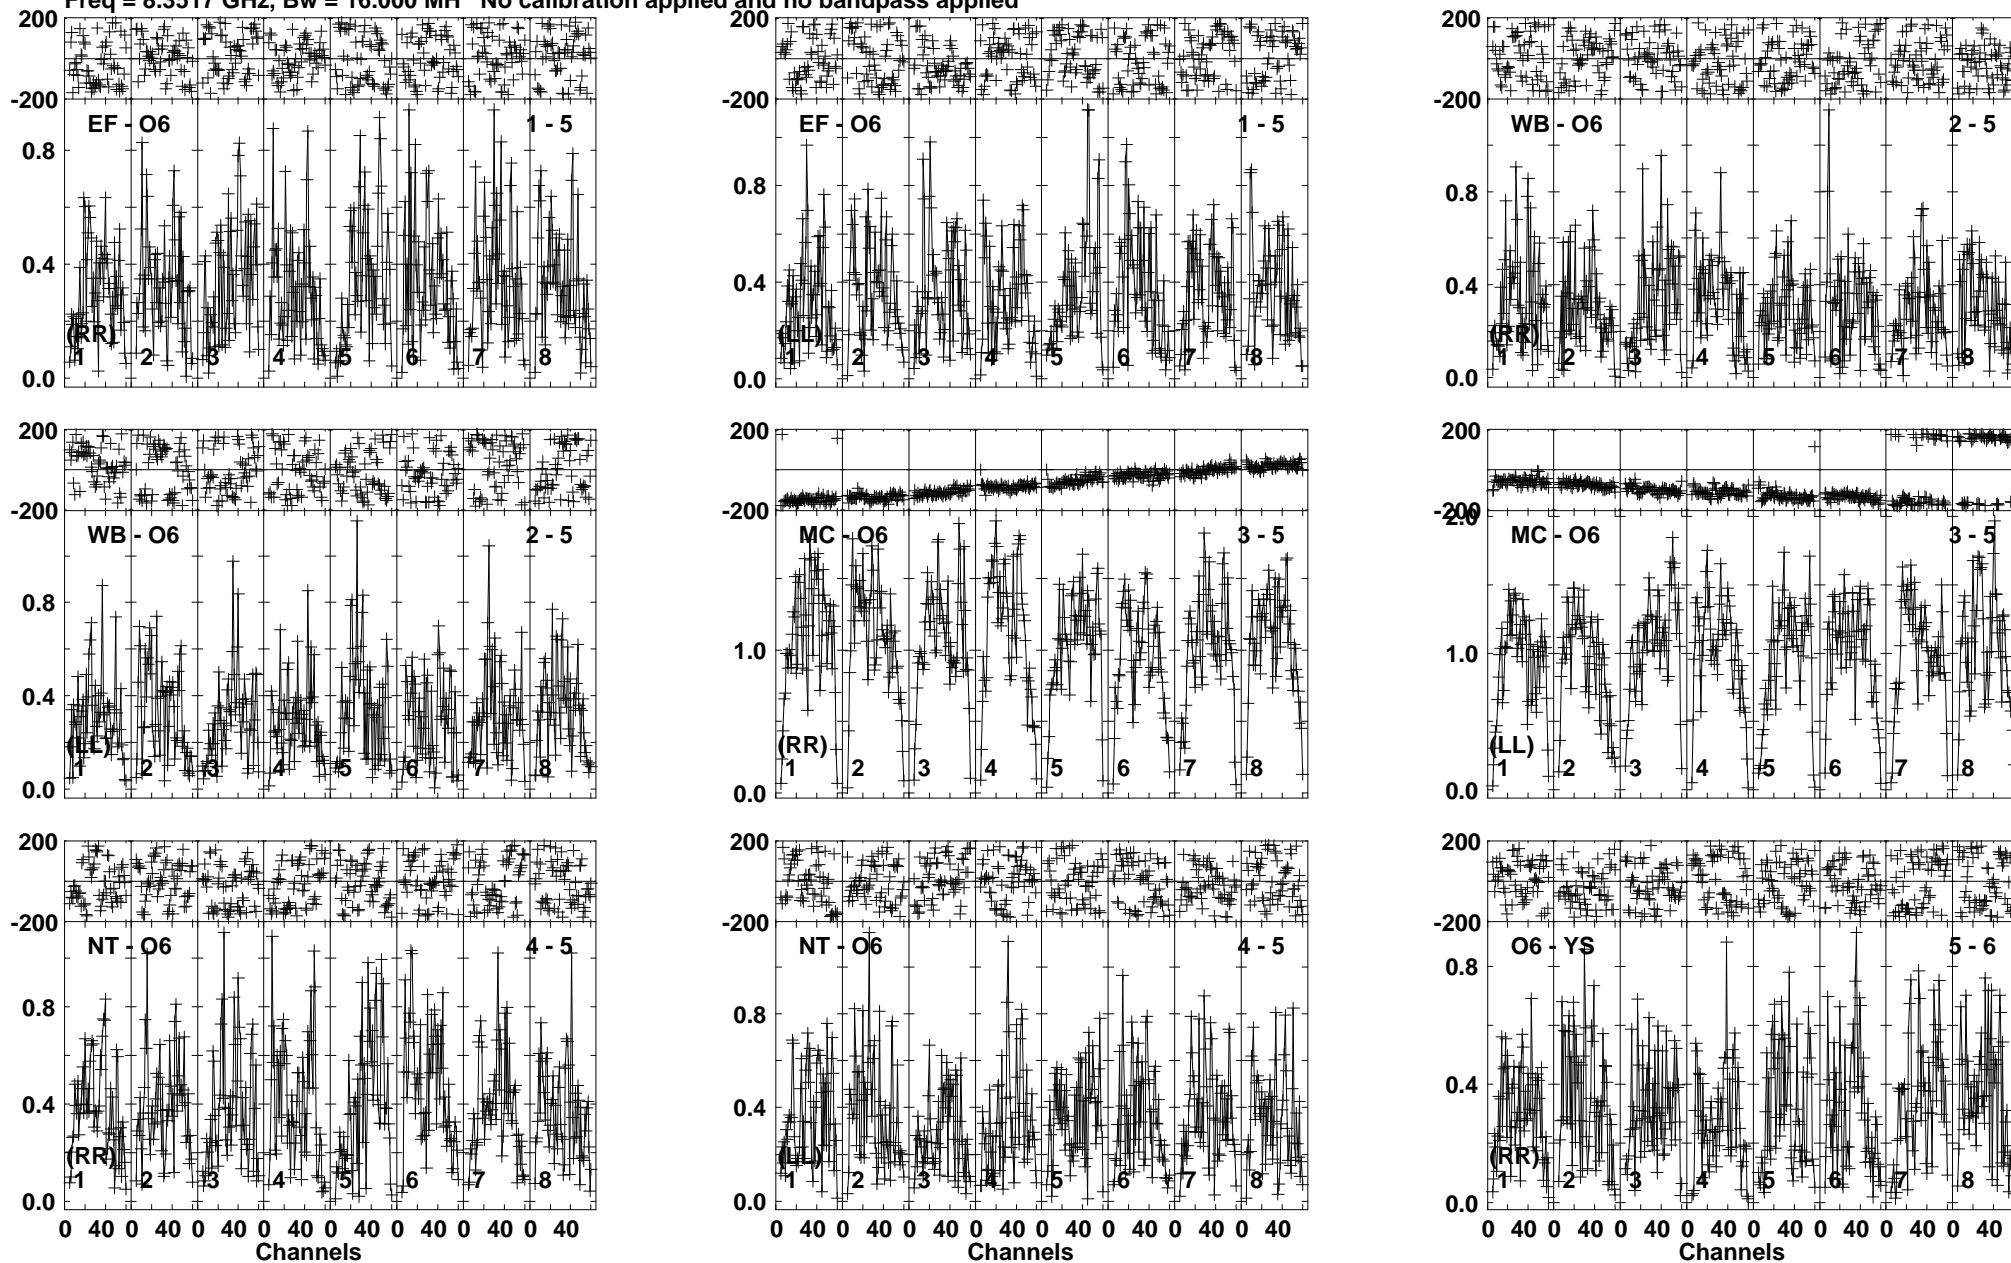 Freq = 8.3517 GHz, Bw = 16.000 MH No calibration applied and no bandpass applied
200 200 200
-200 -200 -200
EF - O6 1 - 5 EF - O6 1 - 5 WB - O6 2 - 5
0.8 0.8 0.8
0.4 0.4 0.4
(RR) (LL) (RR)
1 2 3 4 5 6 7 8 1 2 3 4 5 6 7 8 1 2 3 4 5 6 7 8
0.0 0.0 0.0
200 200 200
-200 -200 -200
2.0
WB - O6 2 - 5 MC - O6 3 - 5 MC - O6 3 - 5
0.8 1.0 1.0
0.4
(LL) (RR) (LL)
1 2 3 4 5 6 7 8 1 2 3 4 5 6 7 8 1 2 3 4 5 6 7 8
0.0 0.0 0.0
200 200 200
-200 -200 -200
NT - O6 4 - 5 NT - O6 4 - 5 O6 - YS 5 - 6
0.8 0.8 0.8
0.4 0.4 0.4
(RR) (LL) (RR)
1 2 3 4 5 6 7 8 1 2 3 4 5 6 7 8 1 2 3 4 5 6 7 8
0.0 0.0 0.0
0 40 0 40 0 40 0 40 0 40 0 40 0 40 0 40 0 40 0 40 0 40 0 40 0 40 0 40 0 40 0 40 0 40 0 40 0 40 0 40 0 40 0 40 0 40 0 40
Channels Channels Channels